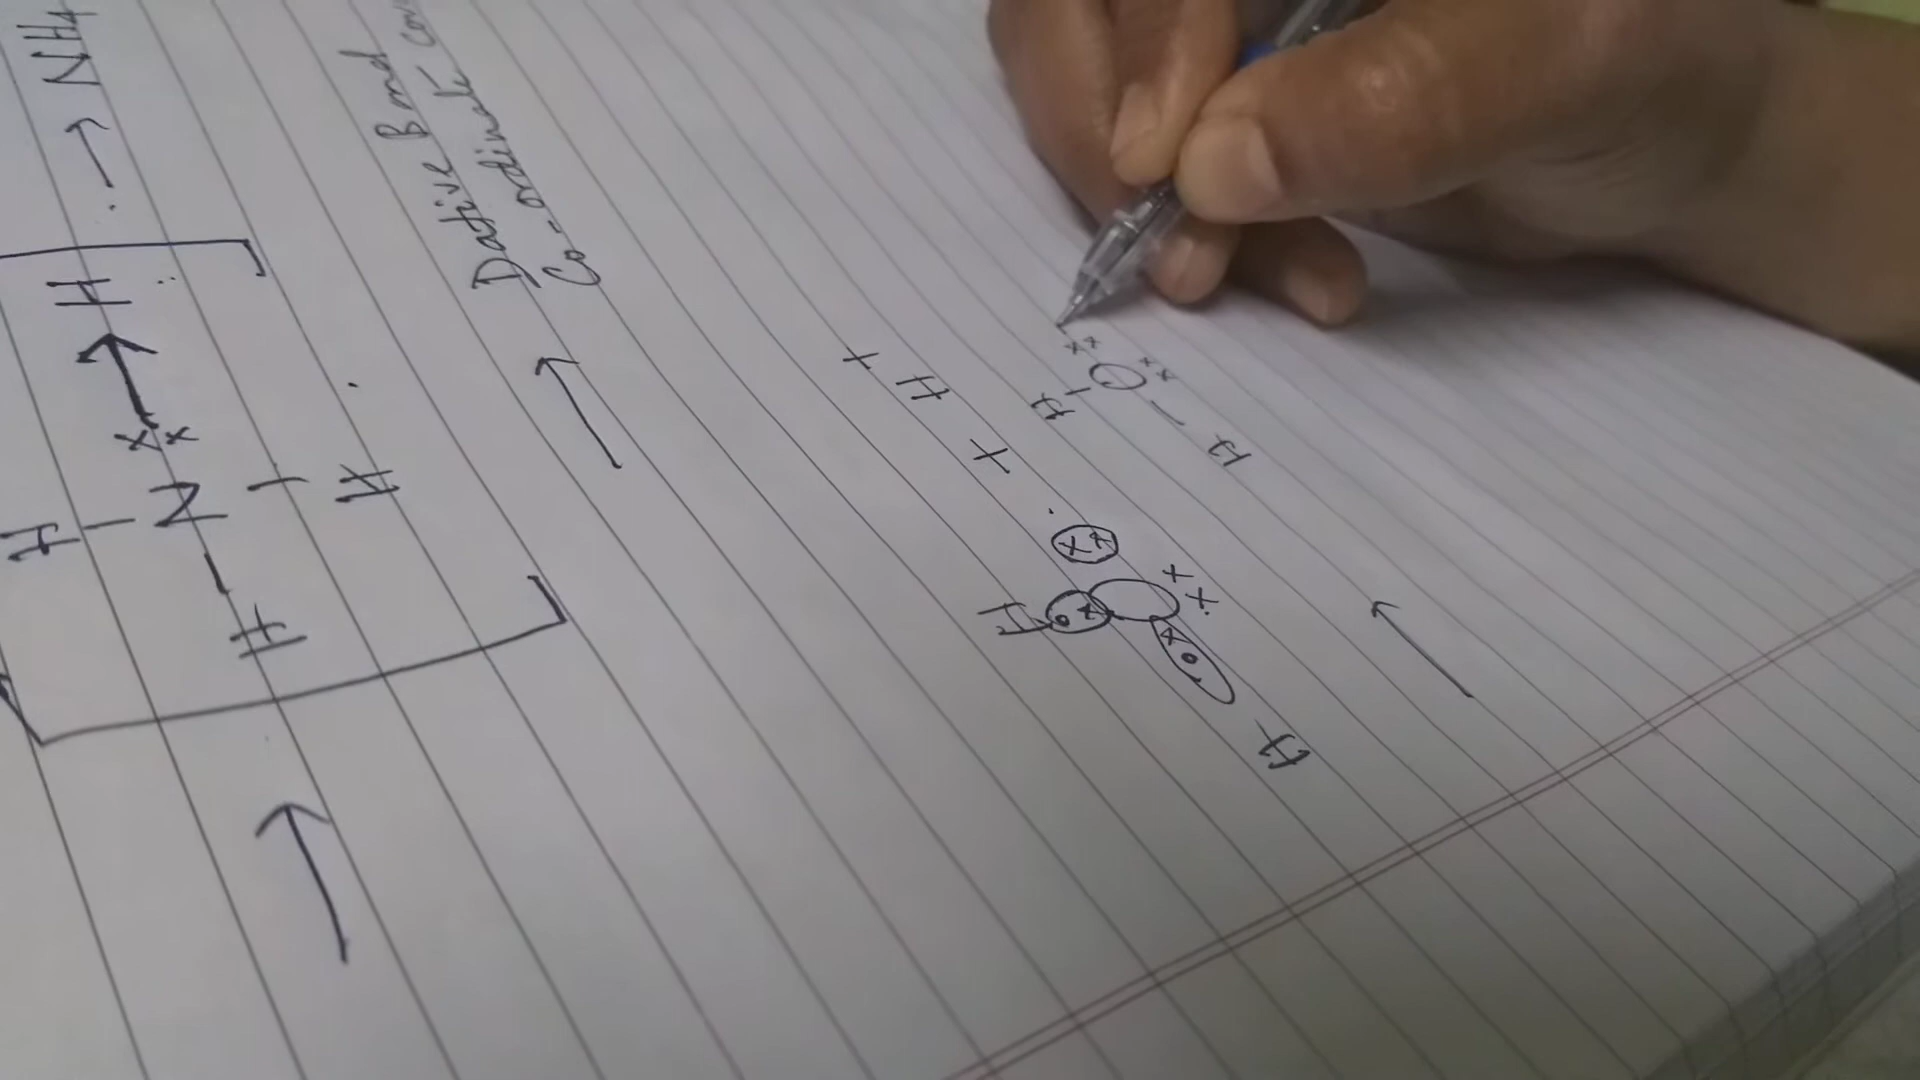 H
H — N ×× → H → NH4
H
→ Dative Bond
Co-ordinate
H o× O ×× + H +
H
→
H — O ××
H